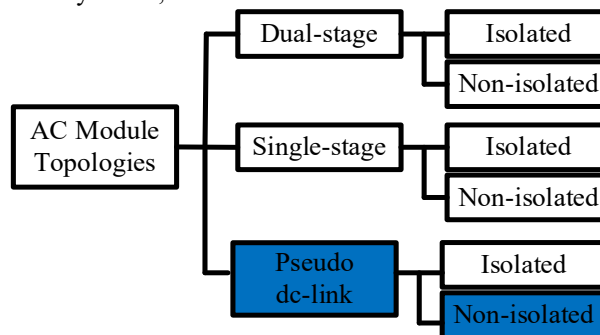 Dual-stage
Isolated
Non-isolated
AC Module
Topologies
Single-stage
Isolated
Non-isolated
Pseudo
dc-link
Isolated
Non-isolated